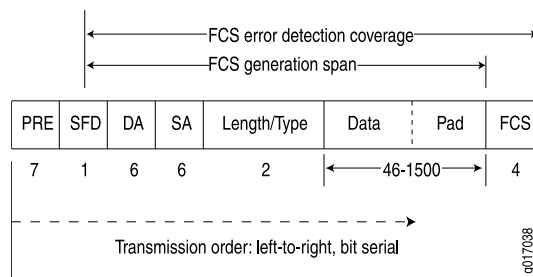 FCS error detection coverage
FCS generation span
PRE SFD DA SA Length/Type Data Pad FCS
7 1 6 6 2 46-1500 4
Transmission order: left-to-right, bit serial
g017038